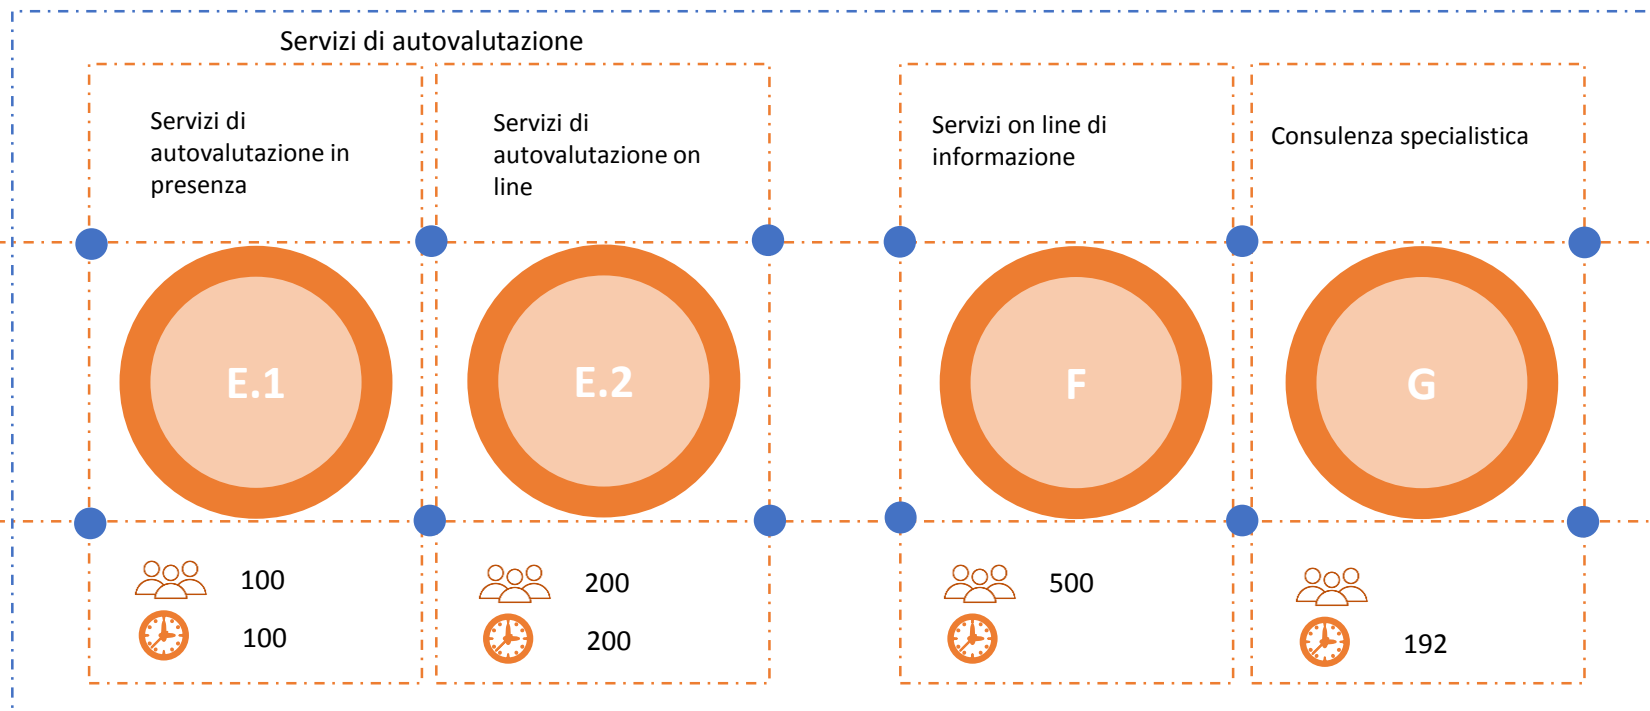 Servizi di autovalutazione
Servizi di
autovalutazione in
presenza
Servizi di
autovalutazione on
line
Servizi on line di
informazione
Consulenza specialistica
E.1
E.2
F
G
100
200
500
100
200
192